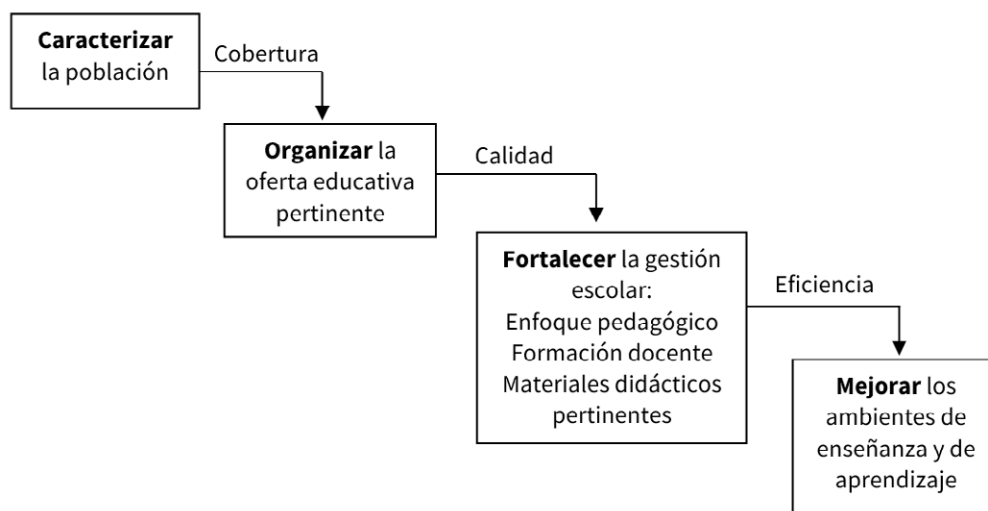 Caracterizar
la población
Cobertura
Organizar la
oferta educativa
pertinente
Calidad
Fortalecer la gestión
escolar:
Enfoque pedagógico
Formación docente
Materiales didácticos
pertinentes
Eficiencia
Mejorar los
ambientes de
enseñanza y de
aprendizaje